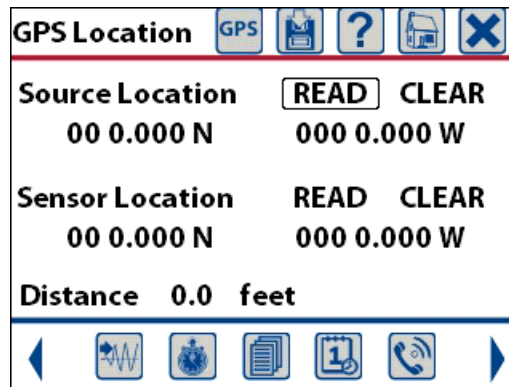 GPS Location GPS ?
Source Location READ CLEAR
00 0.000 N 000 0.000 W
Sensor Location READ CLEAR
00 0.000 N 000 0.000 W
Distance 0.0 feet
1